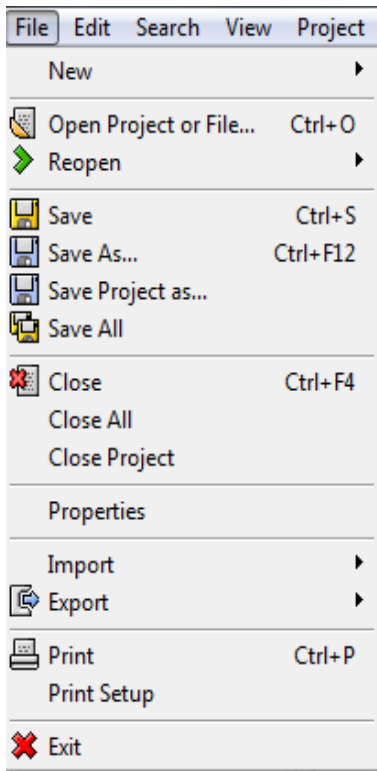 File Edit Search View Project
New
Open Project or File... Ctrl+O
Reopen
Save Ctrl+S
Save As... Ctrl+F12
Save Project as...
Save All
Close Ctrl+F4
Close All
Close Project
Properties
Import
Export
Print Ctrl+P
Print Setup
Exit